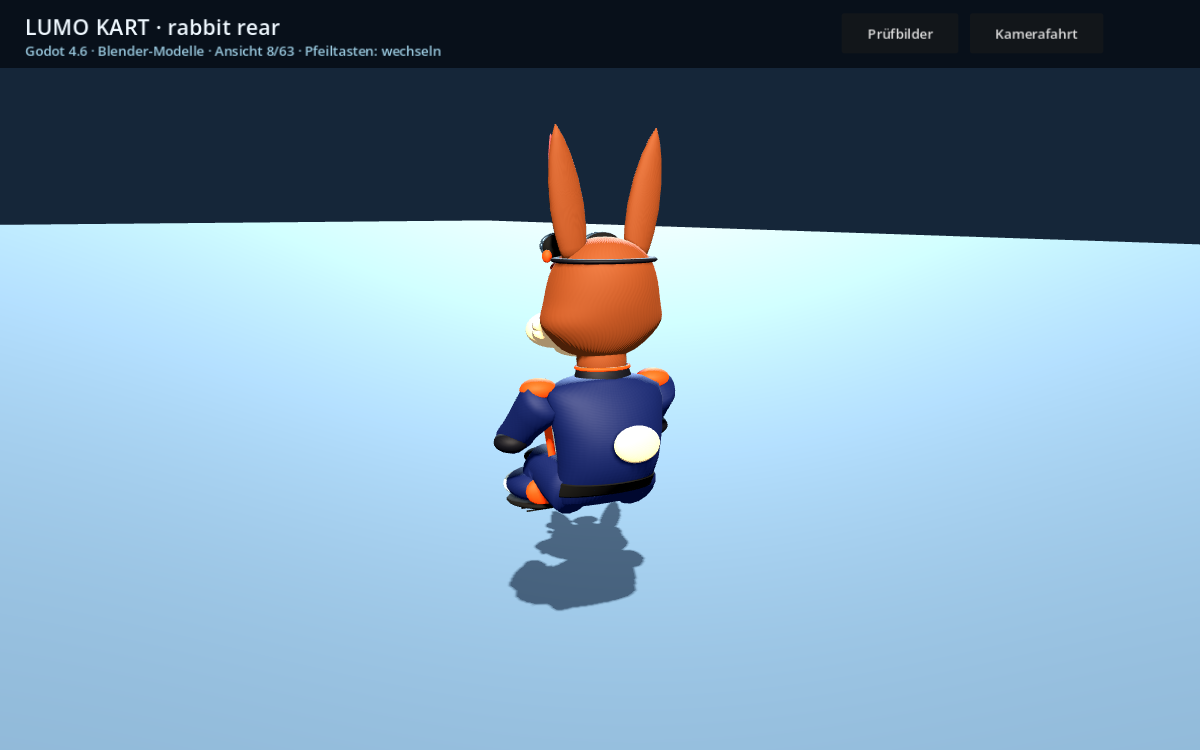 LUMO KART · rabbit rear
Godot 4.6 · Blender-Modelle · Ansicht 8/63 · Pfeiltasten: wechseln
Prüfbilder
Kamerafahrt